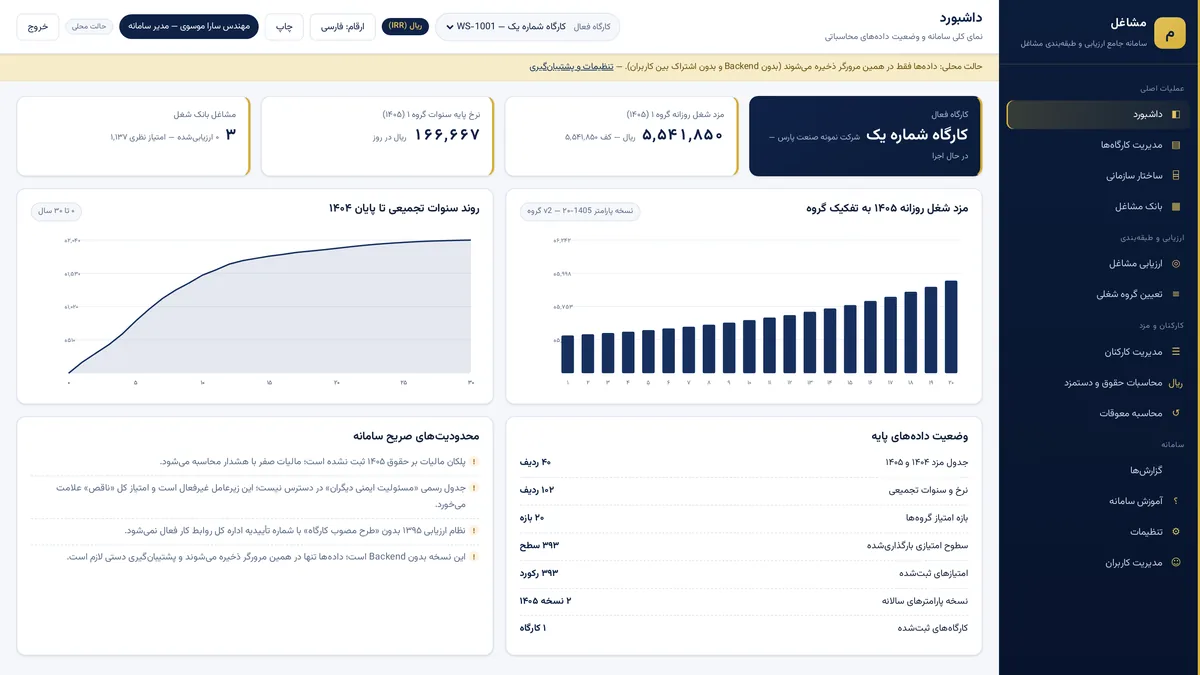 م
مشاغل
سامانه جامع ارزیابی و طبقه‌بندی مشاغل
عملیات اصلی
داشبورد
مدیریت کارگاه‌ها
ساختار سازمانی
بانک مشاغل
ارزیابی و طبقه‌بندی
ارزیابی مشاغل
تعیین گروه شغلی
کارکنان و مزد
مدیریت کارکنان
ریال محاسبات حقوق و دستمزد
محاسبه معوقات
سامانه
گزارش‌ها
؟ آموزش سامانه
تنظیمات
مدیریت کاربران
داشبورد
نمای کلی سامانه و وضعیت داده‌های محاسباتی
کارگاه فعال کارگاه شماره یک — WS-1001
ریال (IRR)
ارقام: فارسی
چاپ
مهندس سارا موسوی — مدیر سامانه
حالت محلی
خروج
حالت محلی: داده‌ها فقط در همین مرورگر ذخیره می‌شوند (بدون Backend و بدون اشتراک بین کاربران). — تنظیمات و پشتیبان‌گیری
کارگاه فعال
کارگاه شماره یک شرکت نمونه صنعت پارس —
در حال اجرا
مزد شغل روزانه گروه ۱ (۱۴۰۵)
۵,۵۴۱,۸۵۰ ریال — کف ۵,۵۴۱,۸۵۰
نرخ پایه سنوات گروه ۱ (۱۴۰۵)
۱۶۶,۶۶۷ ریال در روز
مشاغل بانک شغل
۳ ۰ ارزیابی‌شده — امتیاز نظری ۱,۱۳۷
مزد شغل روزانه ۱۴۰۵ به تفکیک گروه
نسخه پارامتر 1405-v2 — ۲۰ گروه
۱ ۲ ۳ ۴ ۵ ۶ ۷ ۸ ۹ ۱۰ ۱۱ ۱۲ ۱۳ ۱۴ ۱۵ ۱۶ ۱۷ ۱۸ ۱۹ ۲۰
روند سنوات تجمیعی تا پایان ۱۴۰۴
۰ تا ۳۰ سال
۰ ۵ ۱۰ ۱۵ ۲۰ ۲۵ ۳۰
وضعیت داده‌های پایه
جدول مزد ۱۴۰۴ و ۱۴۰۵ ۴۰ ردیف
نرخ و سنوات تجمیعی ۱۰۲ ردیف
بازه امتیاز گروه‌ها ۲۰ بازه
سطوح امتیازی بارگذاری‌شده ۳۹۳ سطح
امتیازهای ثبت‌شده ۳۹۳ رکورد
نسخه پارامترهای سالانه ۲ نسخه ۱۴۰۵
کارگاه‌های ثبت‌شده ۱ کارگاه
محدودیت‌های صریح سامانه
! پلکان مالیات بر حقوق ۱۴۰۵ ثبت نشده است؛ مالیات صفر با هشدار محاسبه می‌شود.
! جدول رسمی «مسئولیت ایمنی دیگران» در دسترس نیست؛ این زیرعامل غیرفعال است و امتیاز کل «ناقص» علامت
می‌خورد.
! نظام ارزیابی ۱۳۹۵ بدون «طرح مصوب کارگاه» با شماره تأییدیه اداره کل روابط کار فعال نمی‌شود.
! این نسخه بدون Backend است؛ داده‌ها تنها در همین مرورگر ذخیره می‌شوند و پشتیبان‌گیری دستی لازم است.